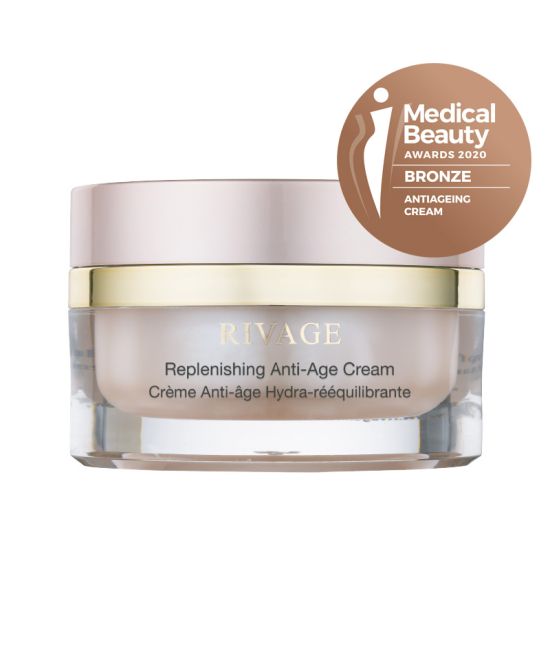 Medical
Beauty
AWARDS 2020
BRONZE
ANTIAGEING
CREAM
RIVAGE
Replenishing Anti-Age Cream
Crème Anti-âge Hydra-rééquilibrante